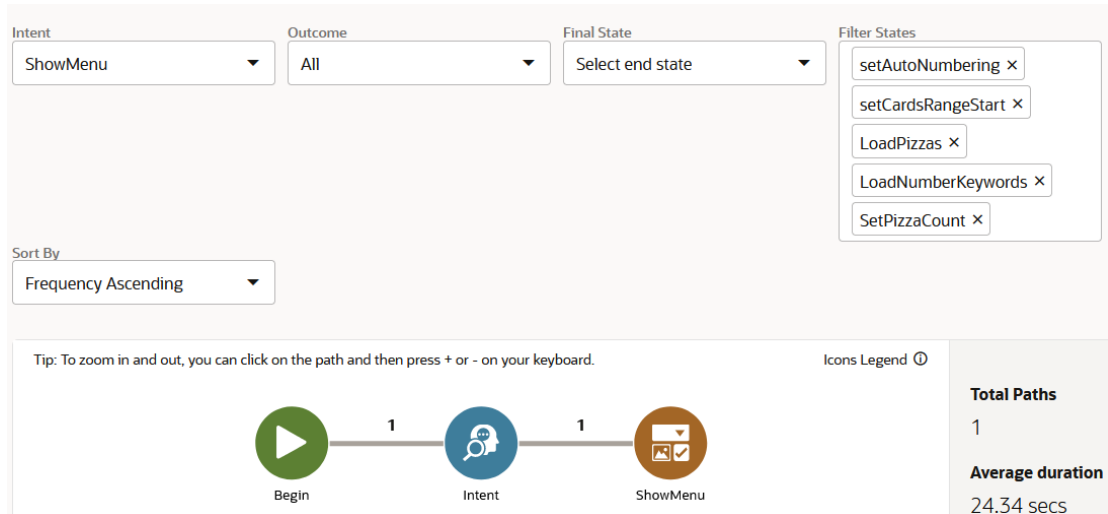 Intent
Outcome
Final State
Filter States
ShowMenu
All
Select end state
setAutoNumbering ×
setCardsRangeStart ×
LoadPizzas ×
LoadNumberKeywords ×
SetPizzaCount ×
Sort By
Frequency Ascending
Tip: To zoom in and out, you can click on the path and then press + or - on your keyboard.
Icons Legend
Total Paths
1
Average duration
24.34 secs
1
1
Begin
Intent
ShowMenu